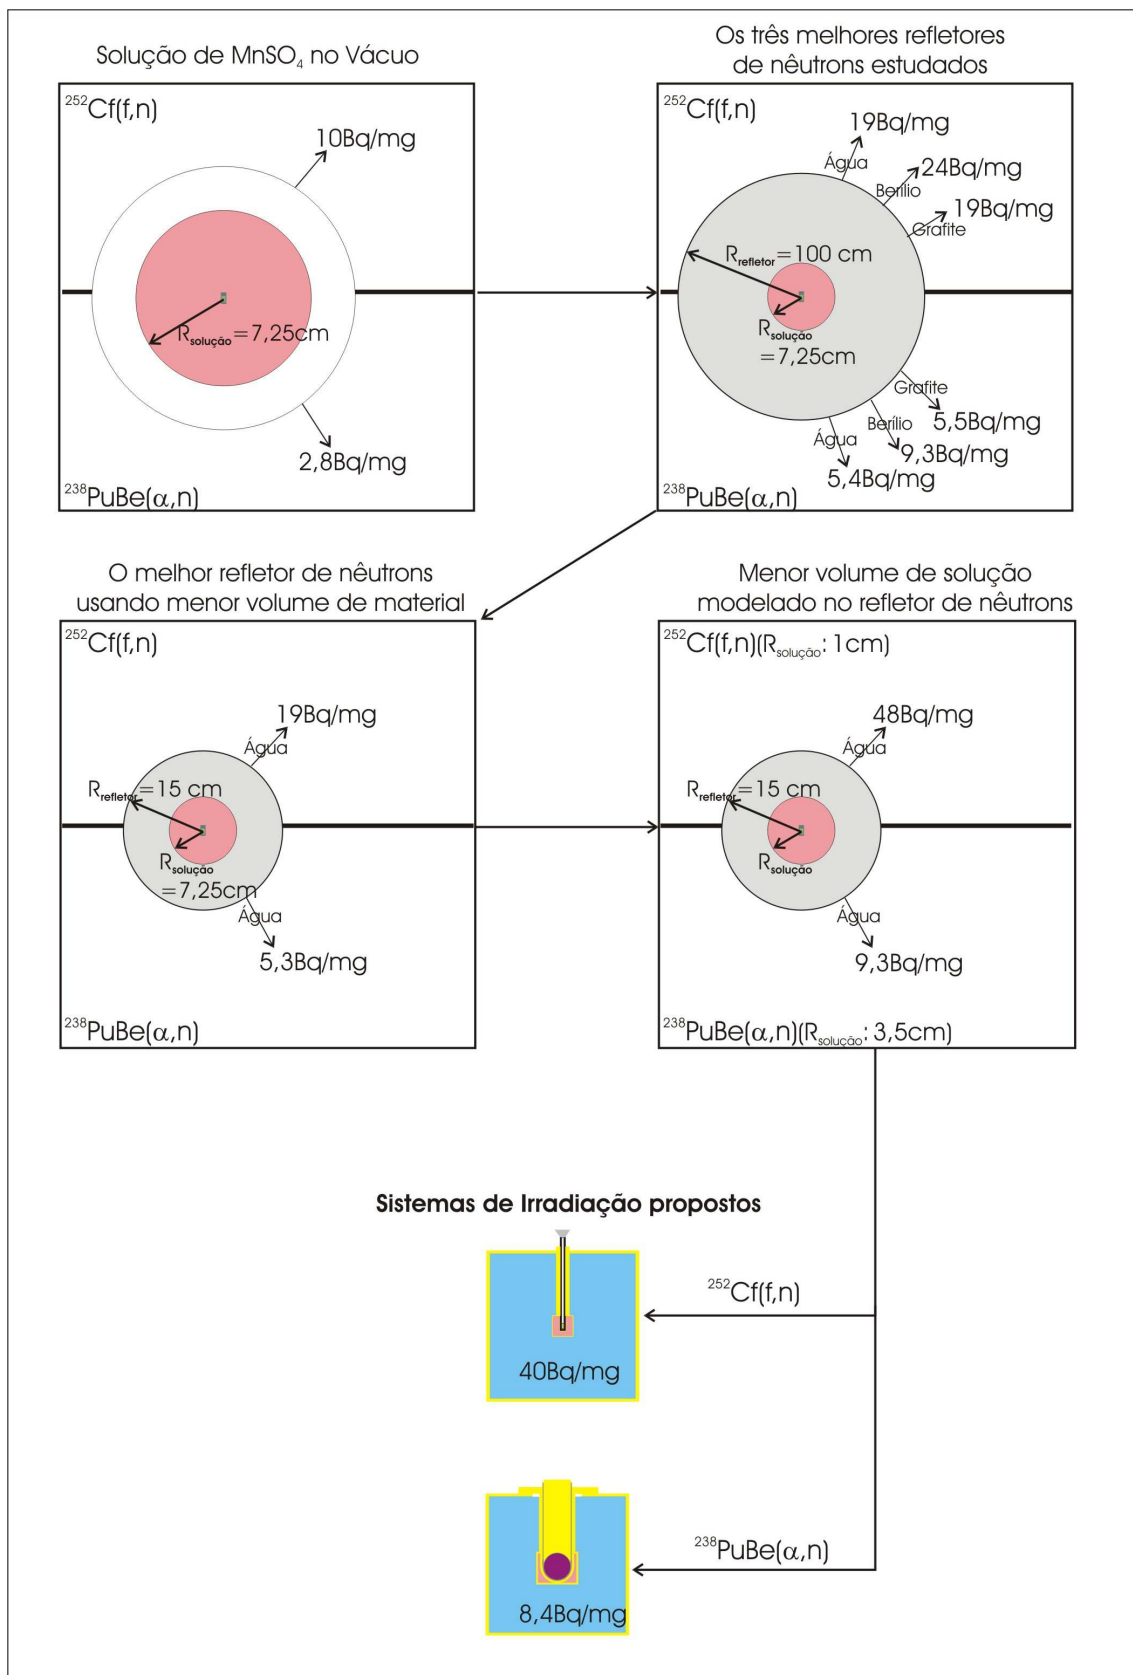 Solução de MnSO₄ no Vácuo
²⁵²Cf(f,n)
10Bq/mg
Rsolução=7,25cm
2,8Bq/mg
²³⁸PuBe(α,n)
Os três melhores refletores
de nêutrons estudados
²⁵²Cf(f,n)
19Bq/mg
Água
24Bq/mg
Berílio
19Bq/mg
Grafite
Rrefletor=100 cm
Rsolução
=7,25cm
Grafite
5,5Bq/mg
Berílio
9,3Bq/mg
Água
5,4Bq/mg
²³⁸PuBe(α,n)
O melhor refletor de nêutrons
usando menor volume de material
²⁵²Cf(f,n)
19Bq/mg
Água
Rrefletor=15 cm
Rsolução
=7,25cm
Água
5,3Bq/mg
²³⁸PuBe(α,n)
Menor volume de solução
modelado no refletor de nêutrons
²⁵²Cf(f,n)(Rsolução: 1cm)
48Bq/mg
Água
Rrefletor=15 cm
Rsolução
Água
9,3Bq/mg
²³⁸PuBe(α,n)(Rsolução: 3,5cm)
Sistemas de Irradiação propostos
²⁵²Cf(f,n)
40Bq/mg
²³⁸PuBe(α,n)
8,4Bq/mg